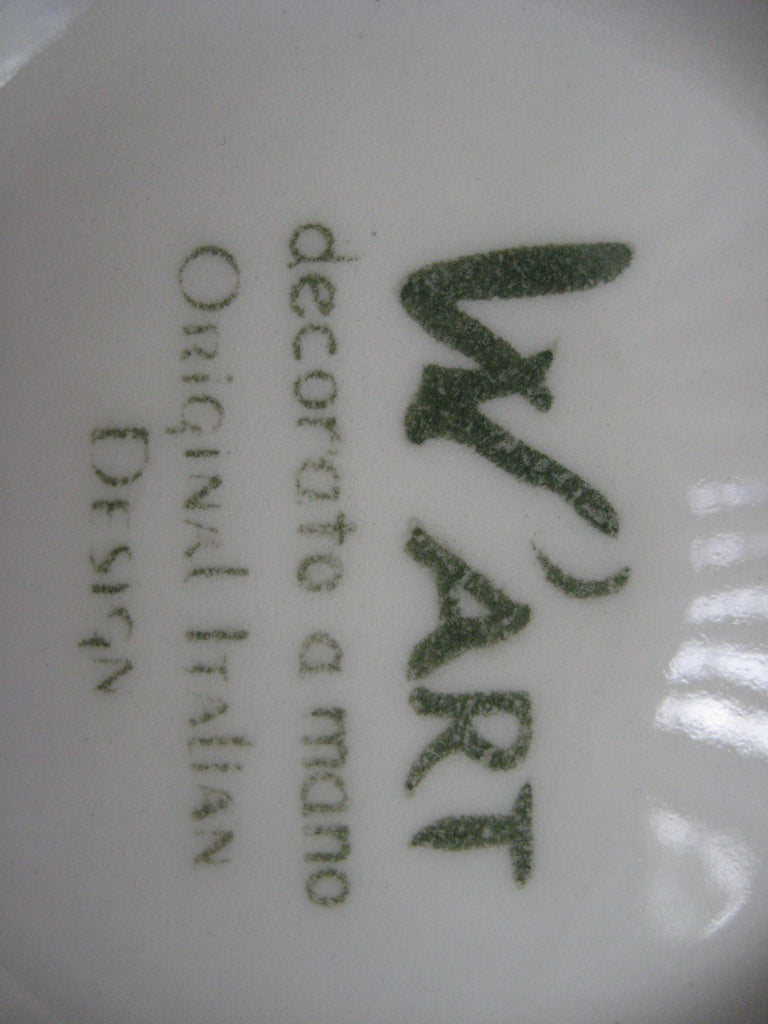 W'ART
decorato a mano
ORIGINAL ITALIAN
DESIGN